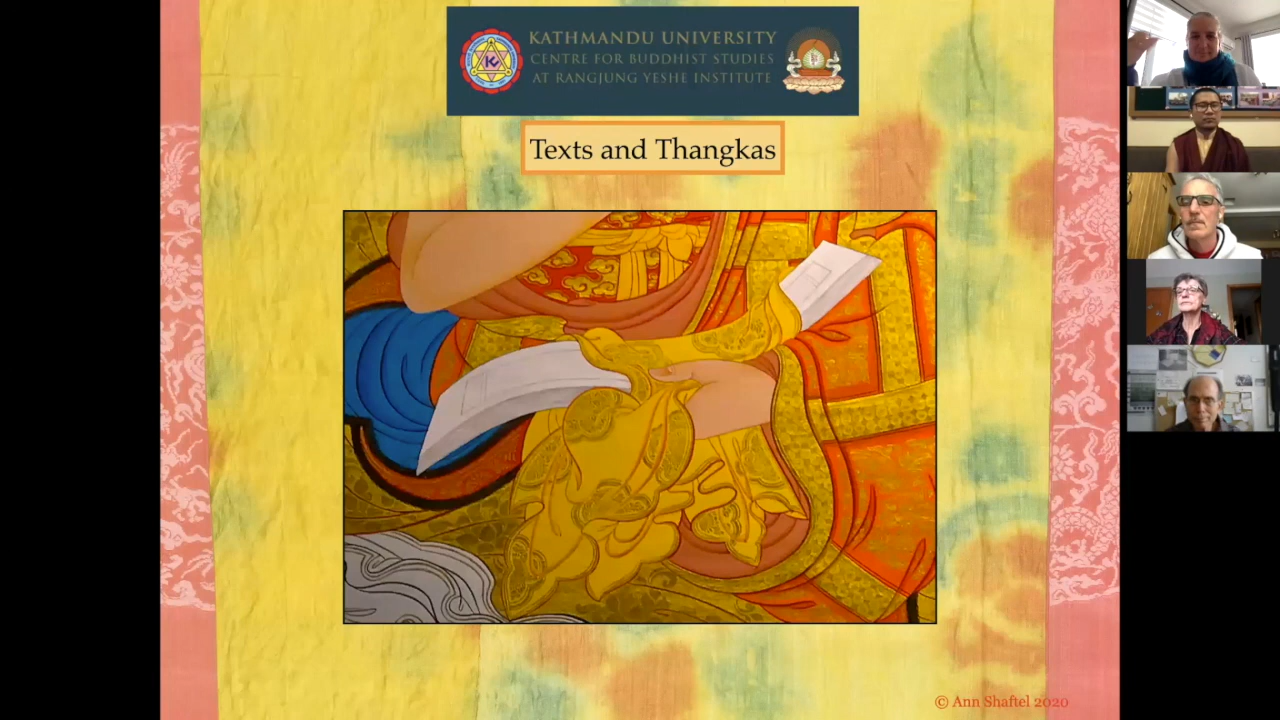 KATHMANDU UNIVERSITY
CENTRE FOR BUDDHIST STUDIES
AT RANGJUNG YESHE INSTITUTE
Texts and Thangkas
© Ann Shaftel 2020